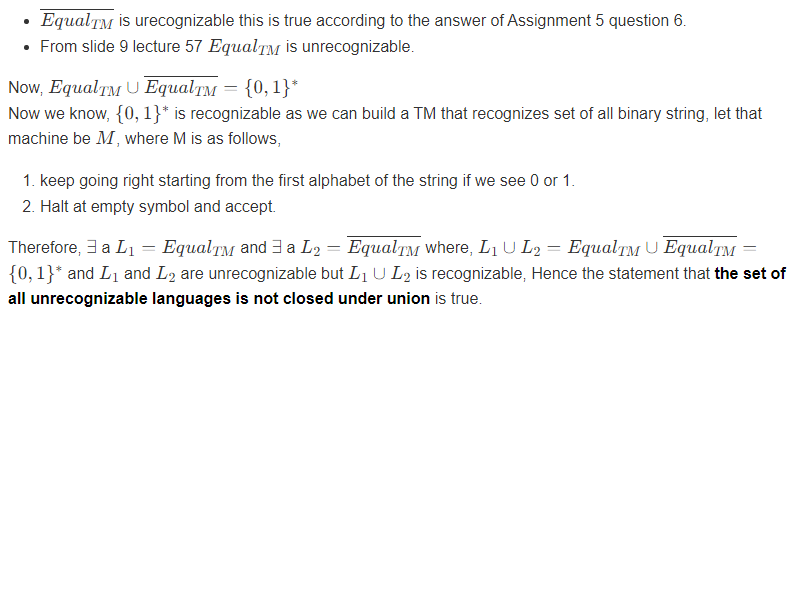 • $\overline{Equal_{TM}}$ is urecognizable this is true according to the answer of Assignment 5 question 6.
• From slide 9 lecture 57 $Equal_{TM}$ is unrecognizable.
Now, $Equal_{TM} \cup \overline{Equal_{TM}} = \{0, 1\}^*$
Now we know, $\{0, 1\}^*$ is recognizable as we can build a TM that recognizes set of all binary string, let that
machine be $M$, where M is as follows,
1. keep going right starting from the first alphabet of the string if we see 0 or 1.
2. Halt at empty symbol and accept.
Therefore, $\exists$ a $L_1 = Equal_{TM}$ and $\exists$ a $L_2 = \overline{Equal_{TM}}$ where, $L_1 \cup L_2 = Equal_{TM} \cup \overline{Equal_{TM}} =$
$\{0, 1\}^*$ and $L_1$ and $L_2$ are unrecognizable but $L_1 \cup L_2$ is recognizable, Hence the statement that the set of
all unrecognizable languages is not closed under union is true.